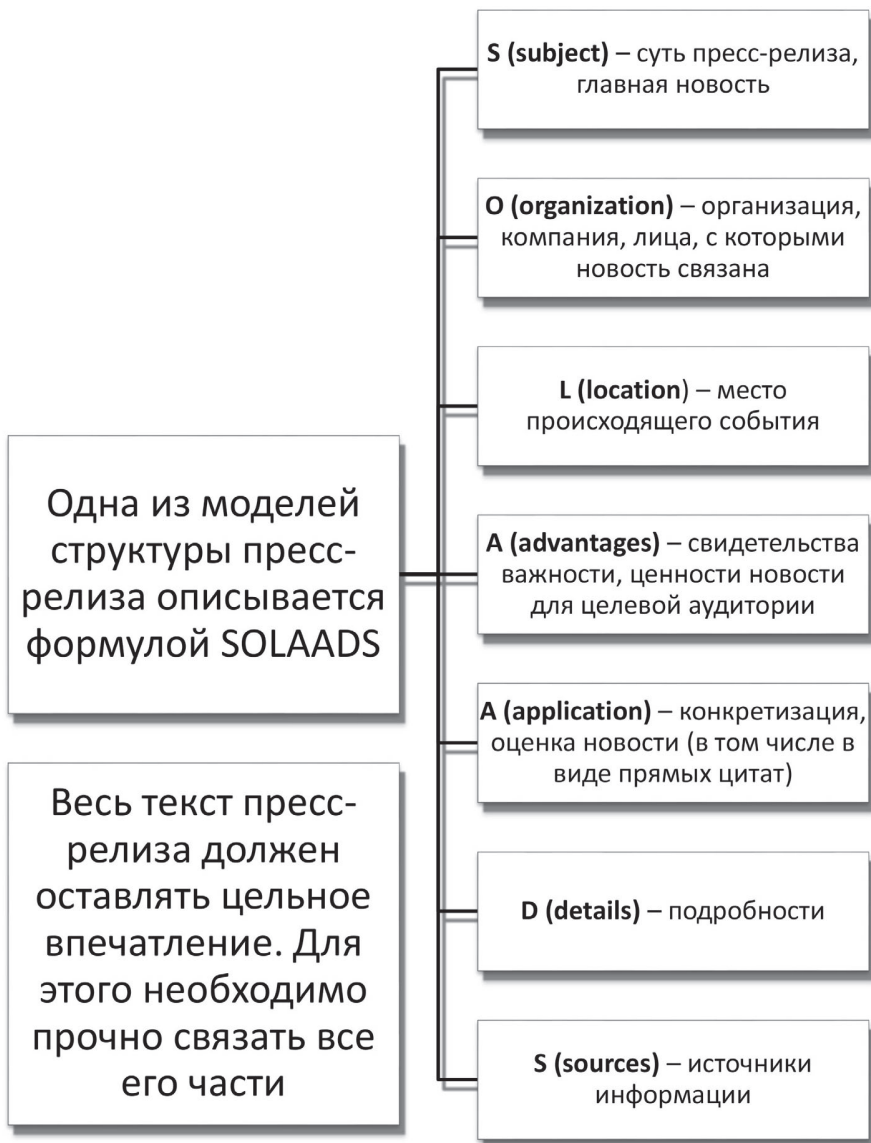 Одна из моделей
структуры пресс-
релиза описывается
формулой SOLAADS
Весь текст пресс-
релиза должен
оставлять цельное
впечатление. Для
этого необходимо
прочно связать все
его части
S (subject) – суть пресс-релиза,
главная новость
O (organization) – организация,
компания, лица, с которыми
новость связана
L (location) – место
происходящего события
A (advantages) – свидетельства
важности, ценности новости
для целевой аудитории
A (application) – конкретизация,
оценка новости (в том числе в
виде прямых цитат)
D (details) – подробности
S (sources) – источники
информации